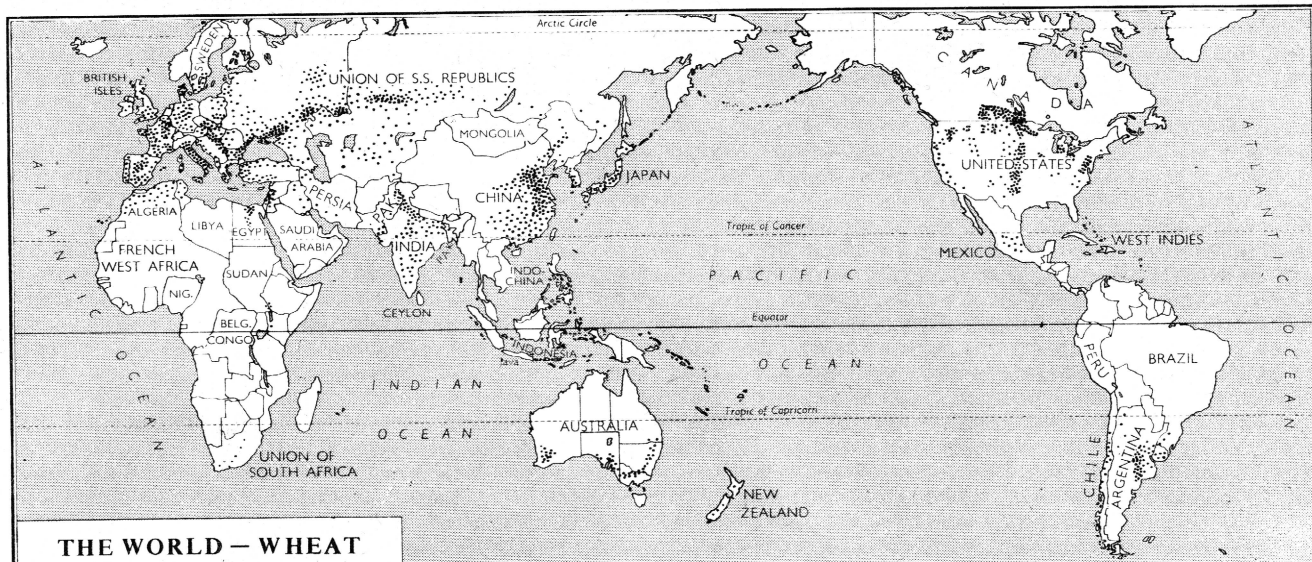 Arctic Circle
SWEDEN
BRITISH
ISLES
UNION OF S.S. REPUBLICS
CANADA
MONGOLIA
UNITED STATES
JAPAN
CHINA
PERSIA
PAK.
ALGERIA
LIBYA
EGYPT
SAUDI
ARABIA
INDIA
PAK.
Tropic of Cancer
WEST INDIES
MEXICO
FRENCH
WEST AFRICA
SUDAN
INDO-
CHINA
PACIFIC
NIG.
CEYLON
BELG.
CONGO
Equator
INDONESIA
Java
OCEAN
BRAZIL
PERU
INDIAN
OCEAN
Tropic of Capricorn
AUSTRALIA
UNION OF
SOUTH AFRICA
CHILE
ARGENTINA
NEW
ZEALAND
ATLANTIC
OCEAN
ATLANTIC
OCEAN
THE WORLD – WHEAT